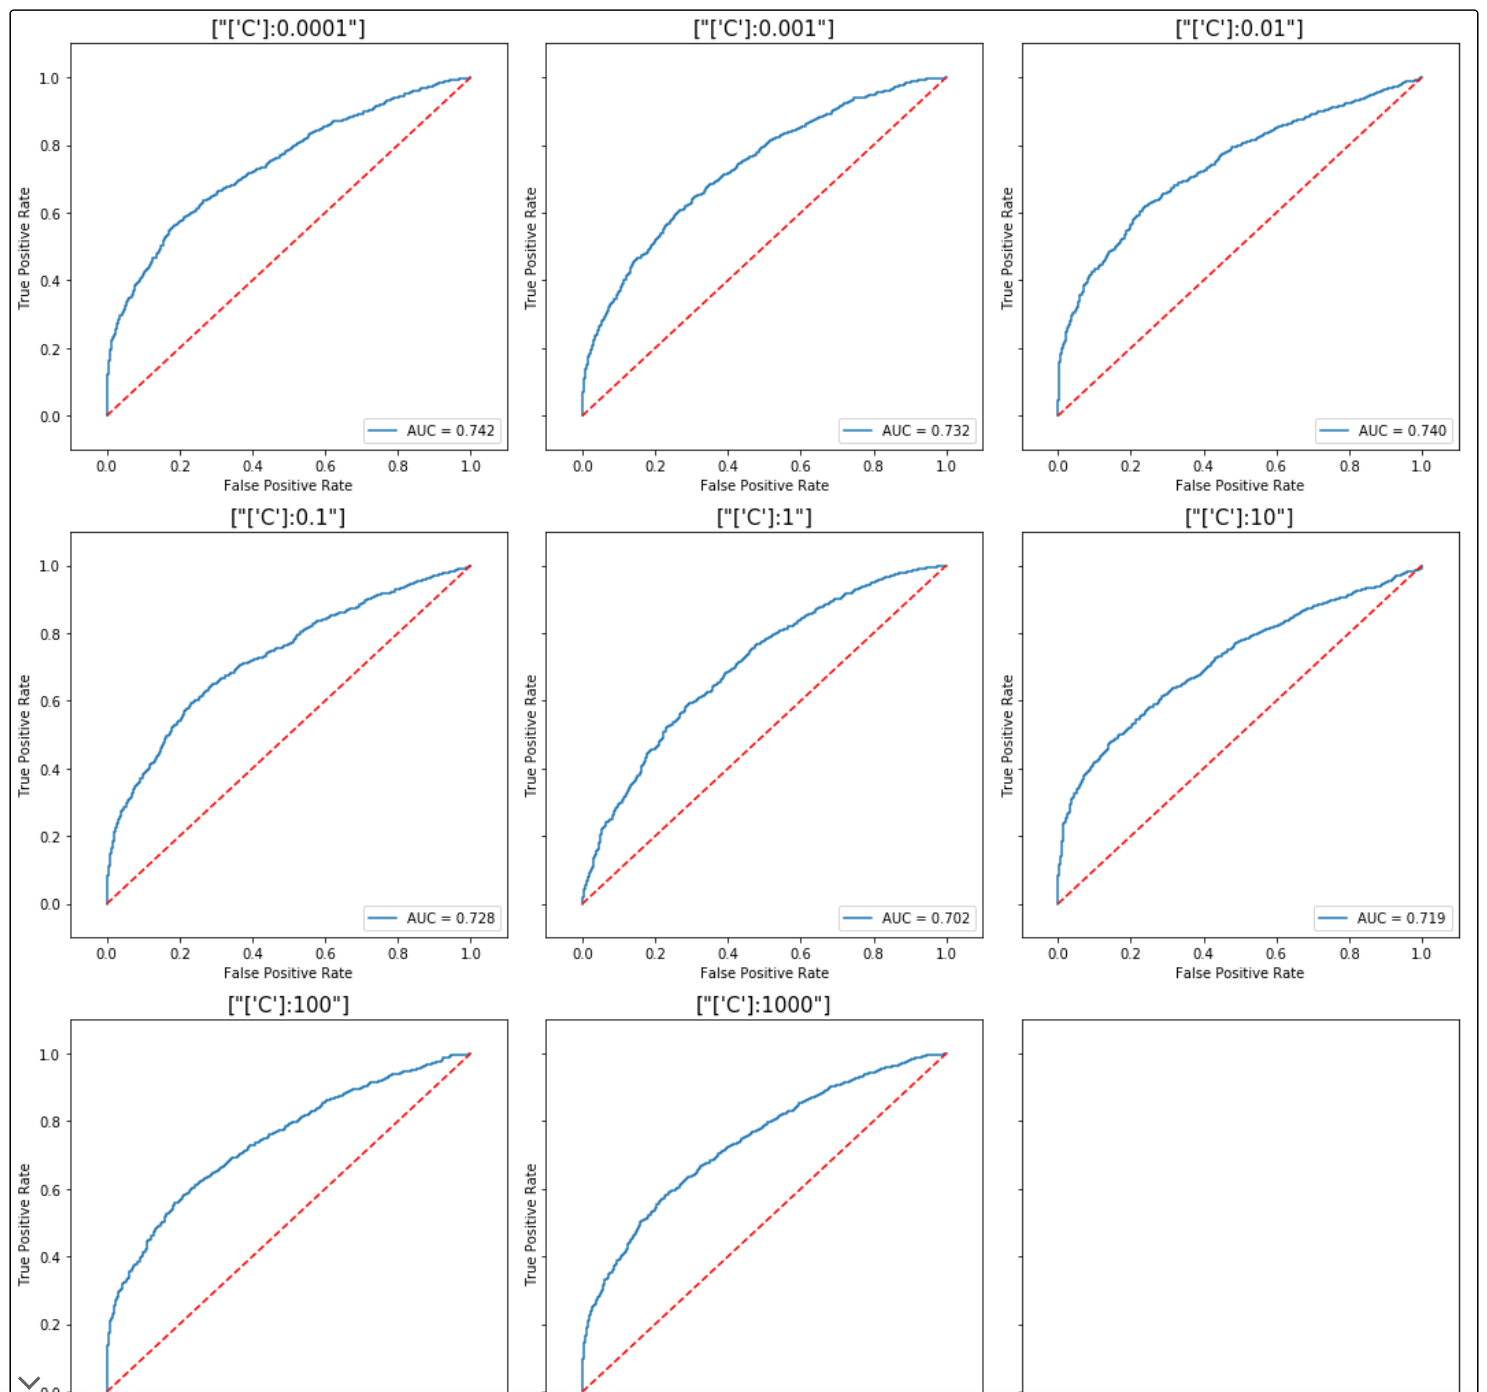 ["['C']:0.0001"]
["['C']:0.001"]
["['C']:0.01"]
1.0
0.8
0.6
0.4
0.2
0.0
True Positive Rate
True Positive Rate
True Positive Rate
AUC = 0.742
AUC = 0.732
AUC = 0.740
0.0 0.2 0.4 0.6 0.8 1.0
0.0 0.2 0.4 0.6 0.8 1.0
0.0 0.2 0.4 0.6 0.8 1.0
False Positive Rate
False Positive Rate
False Positive Rate
["['C']:0.1"]
["['C']:1"]
["['C']:10"]
1.0
0.8
0.6
0.4
0.2
0.0
True Positive Rate
True Positive Rate
True Positive Rate
AUC = 0.728
AUC = 0.702
AUC = 0.719
0.0 0.2 0.4 0.6 0.8 1.0
0.0 0.2 0.4 0.6 0.8 1.0
0.0 0.2 0.4 0.6 0.8 1.0
False Positive Rate
False Positive Rate
False Positive Rate
["['C']:100"]
["['C']:1000"]
1.0
0.8
0.6
0.4
0.2
True Positive Rate
True Positive Rate